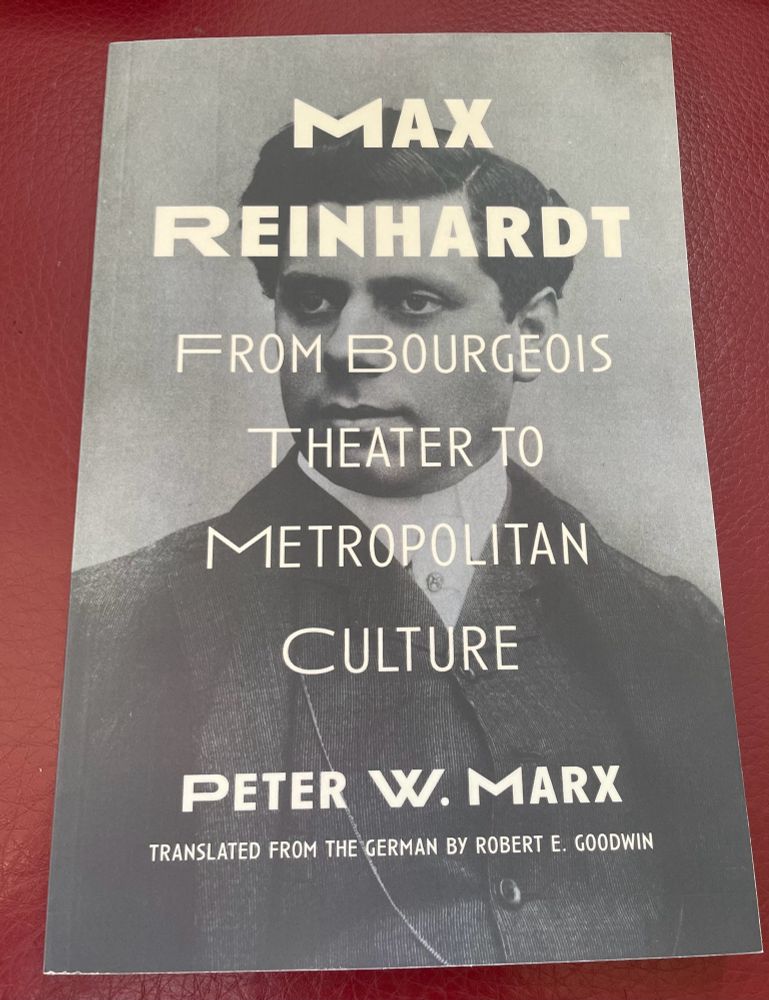 MAX
REINHARDT
FROM BOURGEOIS
THEATER TO
METROPOLITAN
CULTURE
PETER W. MARX
TRANSLATED FROM THE GERMAN BY ROBERT E. GOODWIN